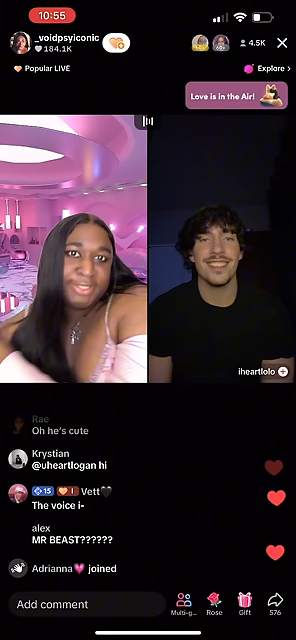 10:55
_voidpsyiconic
184.1K
4.5K
Popular LIVE
Explore >
Love is in the Air!
iheartlolo
Rae
Oh he's cute
Krystian
@uheartlogan hi
15 I Vett🖤
The voice i-
alex
MR BEAST??????
Adrianna💗 joined
Add comment
Multi-g...
Rose
Gift
576